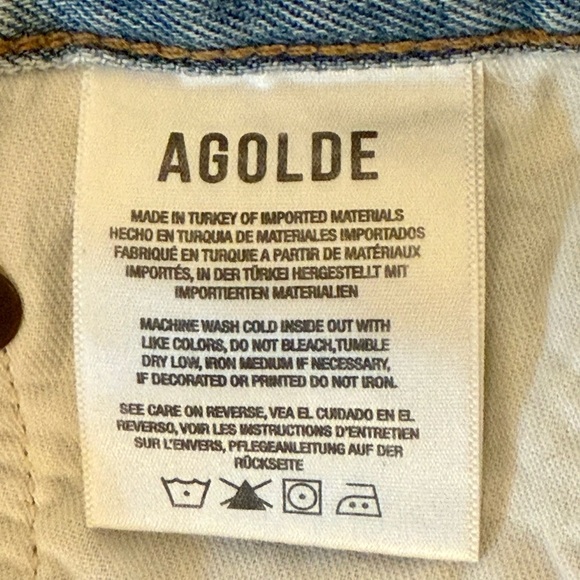 AGOLDE
MADE IN TURKEY OF IMPORTED MATERIALS
HECHO EN TURQUIA DE MATERIALES IMPORTADOS
FABRIQUÉ EN TURQUIE A PARTIR DE MATÉRIAUX
IMPORTÉS, IN DER TÜRKEI HERGESTELLT MIT
IMPORTIERTEN MATERIALIEN
MACHINE WASH COLD INSIDE OUT WITH
LIKE COLORS, DO NOT BLEACH,TUMBLE
DRY LOW, IRON MEDIUM IF NECESSARY,
IF DECORATED OR PRINTED DO NOT IRON.
SEE CARE ON REVERSE, VEA EL CUIDADO EN EL
REVERSO, VOIR LES INSTRUCTIONS D'ENTRETIEN
SUR L'ENVERS, PFLEGEANLEITUNG AUF DER
RÜCKSEITE